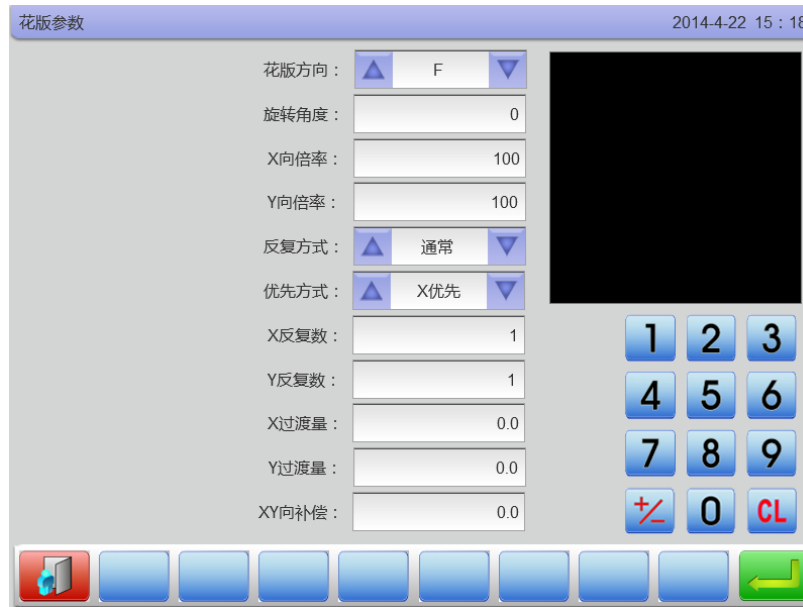 花版参数 2014-4-22 15：18
花版方向： F
旋转角度： 0
X向倍率： 100
Y向倍率： 100
反复方式： 通常
优先方式： X优先
X反复数： 1
Y反复数： 1
X过渡量： 0.0
Y过渡量： 0.0
XY向补偿： 0.0
1 2 3
4 5 6
7 8 9
+/- 0 CL